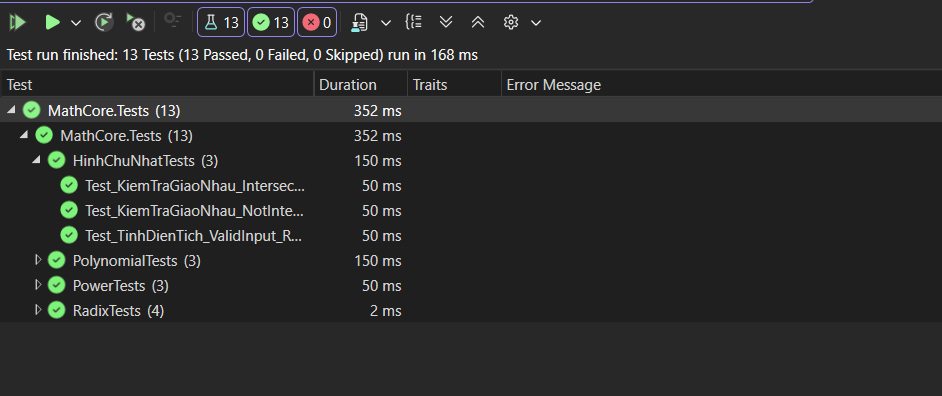 13 13 0
Test run finished: 13 Tests (13 Passed, 0 Failed, 0 Skipped) run in 168 ms
Test Duration Traits Error Message
MathCore.Tests (13) 352 ms
MathCore.Tests (13) 352 ms
HinhChuNhatTests (3) 150 ms
Test_KiemTraGiaoNhau_Intersec... 50 ms
Test_KiemTraGiaoNhau_NotInte... 50 ms
Test_TinhDienTich_ValidInput_R... 50 ms
PolynomialTests (3) 150 ms
PowerTests (3) 50 ms
RadixTests (4) 2 ms